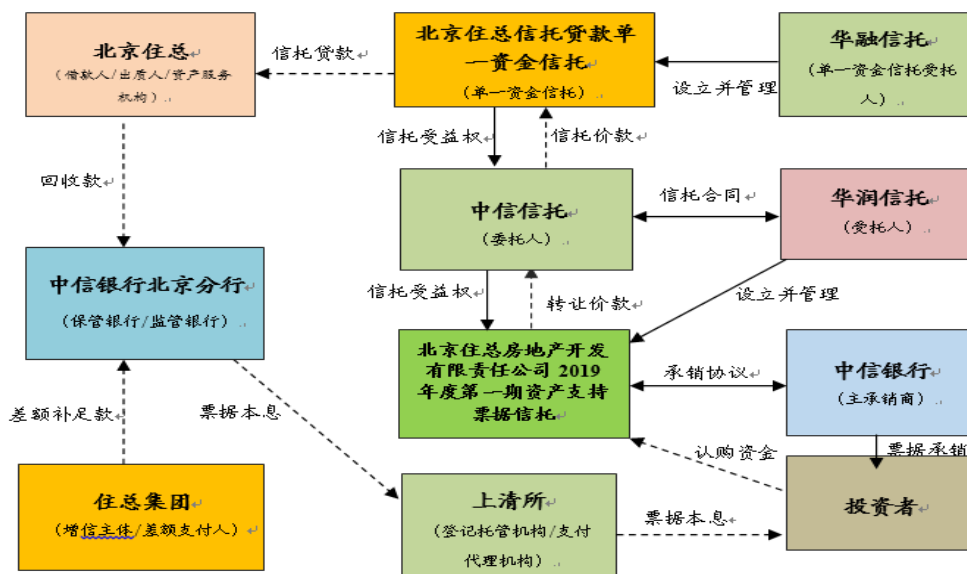 北京住总
（借款人/出质人/资产服务
机构）
信托贷款
北京住总信托贷款单
一资金信托
（单一资金信托）
设立并管理
华融信托
（单一资金信托受托
人）
信托受益权
信托价款
回收款
中信信托
（委托人）
信托合同
华润信托
（受托人）
中信银行北京分行
（保管银行/监管银行）
信托受益权
转让价款
设立并管理
北京住总房地产开发
有限责任公司 2019
年度第一期资产支持
票据信托
承销协议
中信银行
（主承销商）
差额补足款
票据本息
认购资金
票据承销
住总集团
（增信主体/差额支付人）
上清所
（登记托管机构/支付
代理机构）
票据本息
投资者